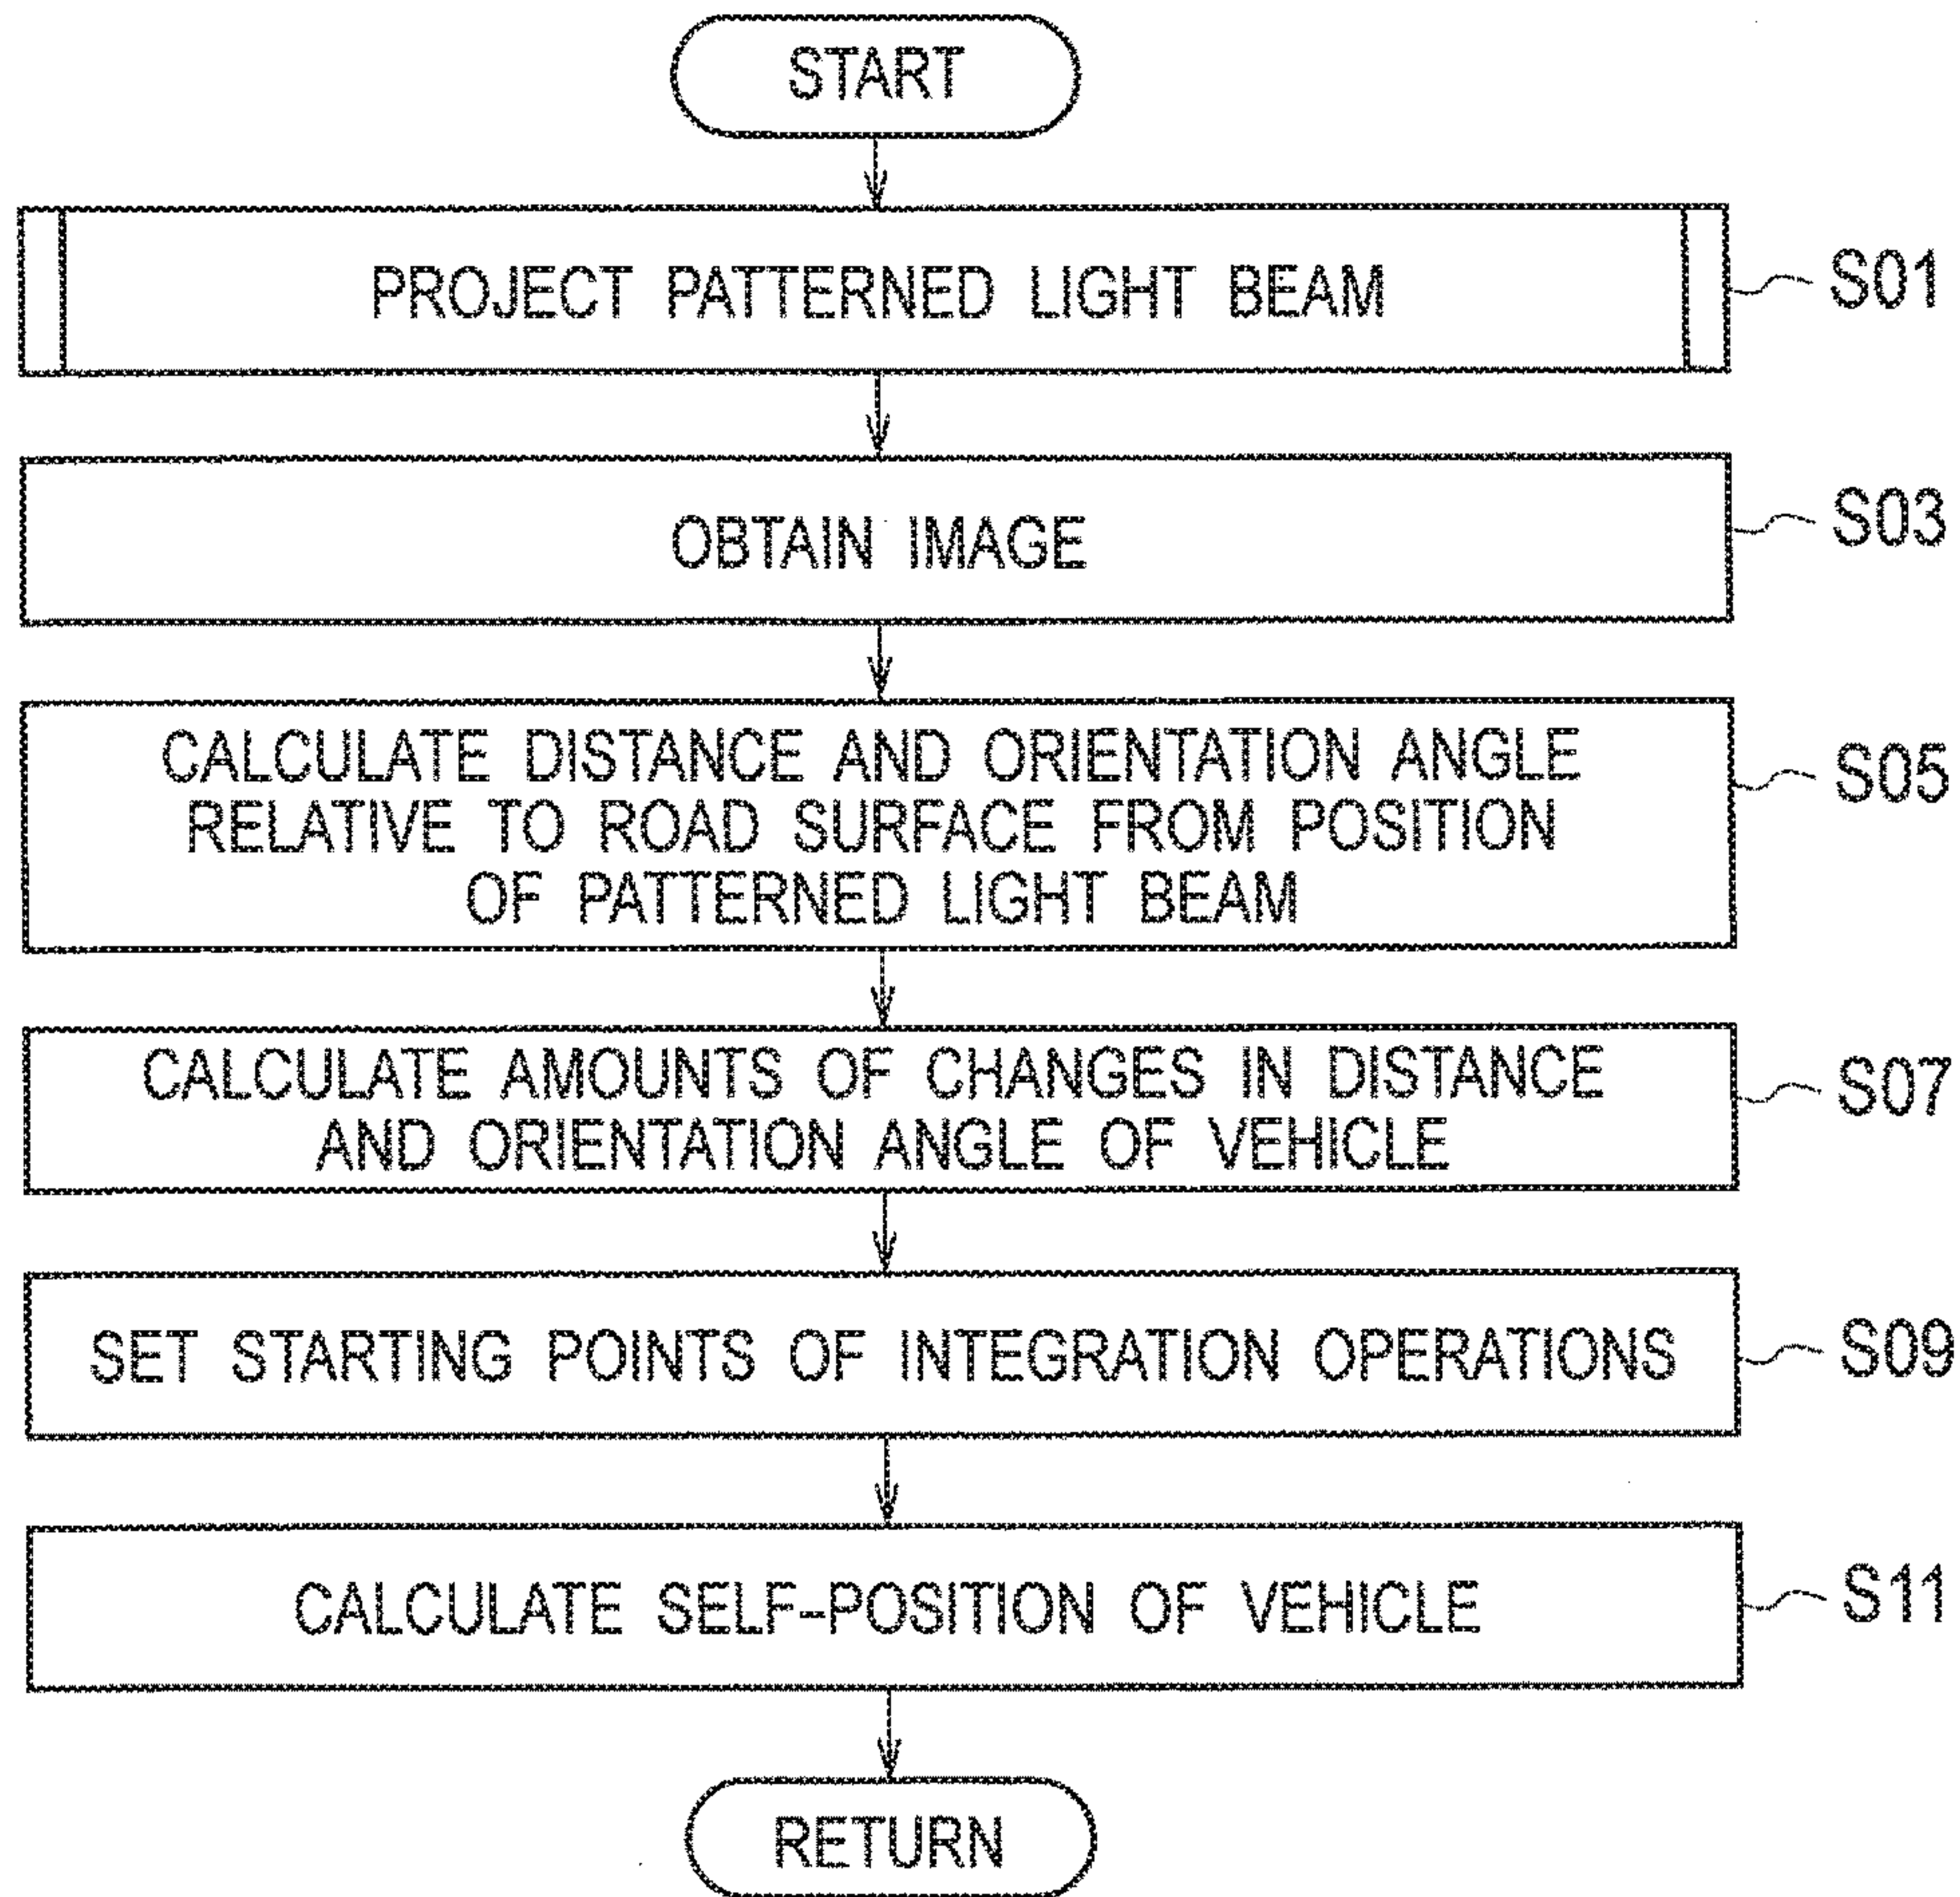 START
PROJECT PATTERNED LIGHT BEAM
S01
OBTAIN IMAGE
S03
CALCULATE DISTANCE AND ORIENTATION ANGLE
RELATIVE TO ROAD SURFACE FROM POSITION
OF PATTERNED LIGHT BEAM
S05
CALCULATE AMOUNTS OF CHANGES IN DISTANCE
AND ORIENTATION ANGLE OF VEHICLE
S07
SET STARTING POINTS OF INTEGRATION OPERATIONS
S09
CALCULATE SELF-POSITION OF VEHICLE
S11
RETURN